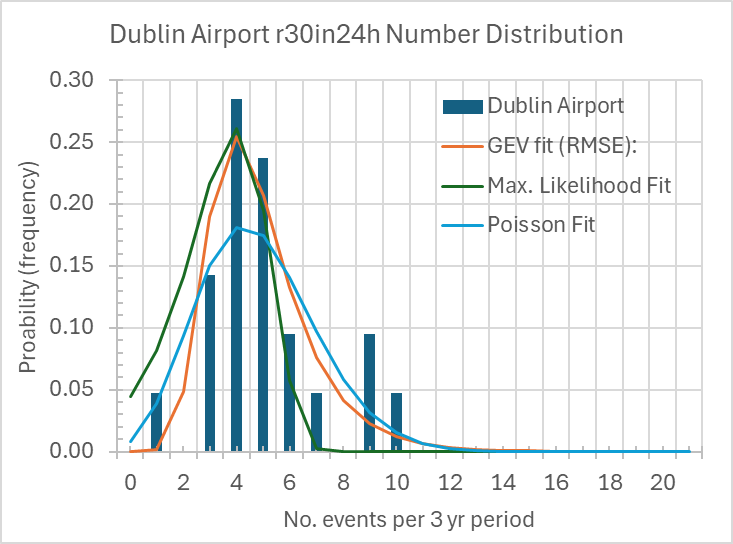 Dublin Airport r30in24h Number Distribution
0.30
0.25
0.20
0.15
0.10
0.05
0.00
Proability (frequency)
Dublin Airport
GEV fit (RMSE):
Max. Likelihood Fit
Poisson Fit
0 2 4 6 8 10 12 14 16 18 20
No. events per 3 yr period